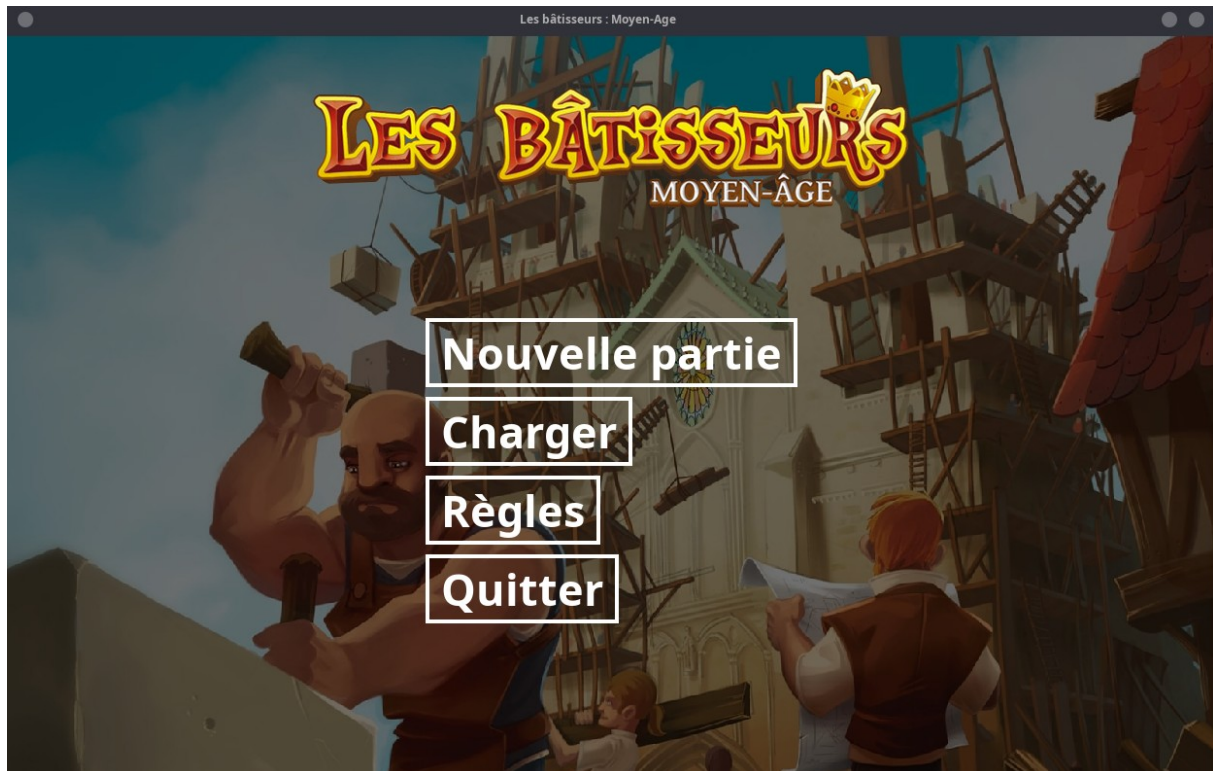 Les bâtisseurs : Moyen-Age
LES BÂTiSSEURS
MOYEN-ÂGE
Nouvelle partie
Charger
Règles
Quitter